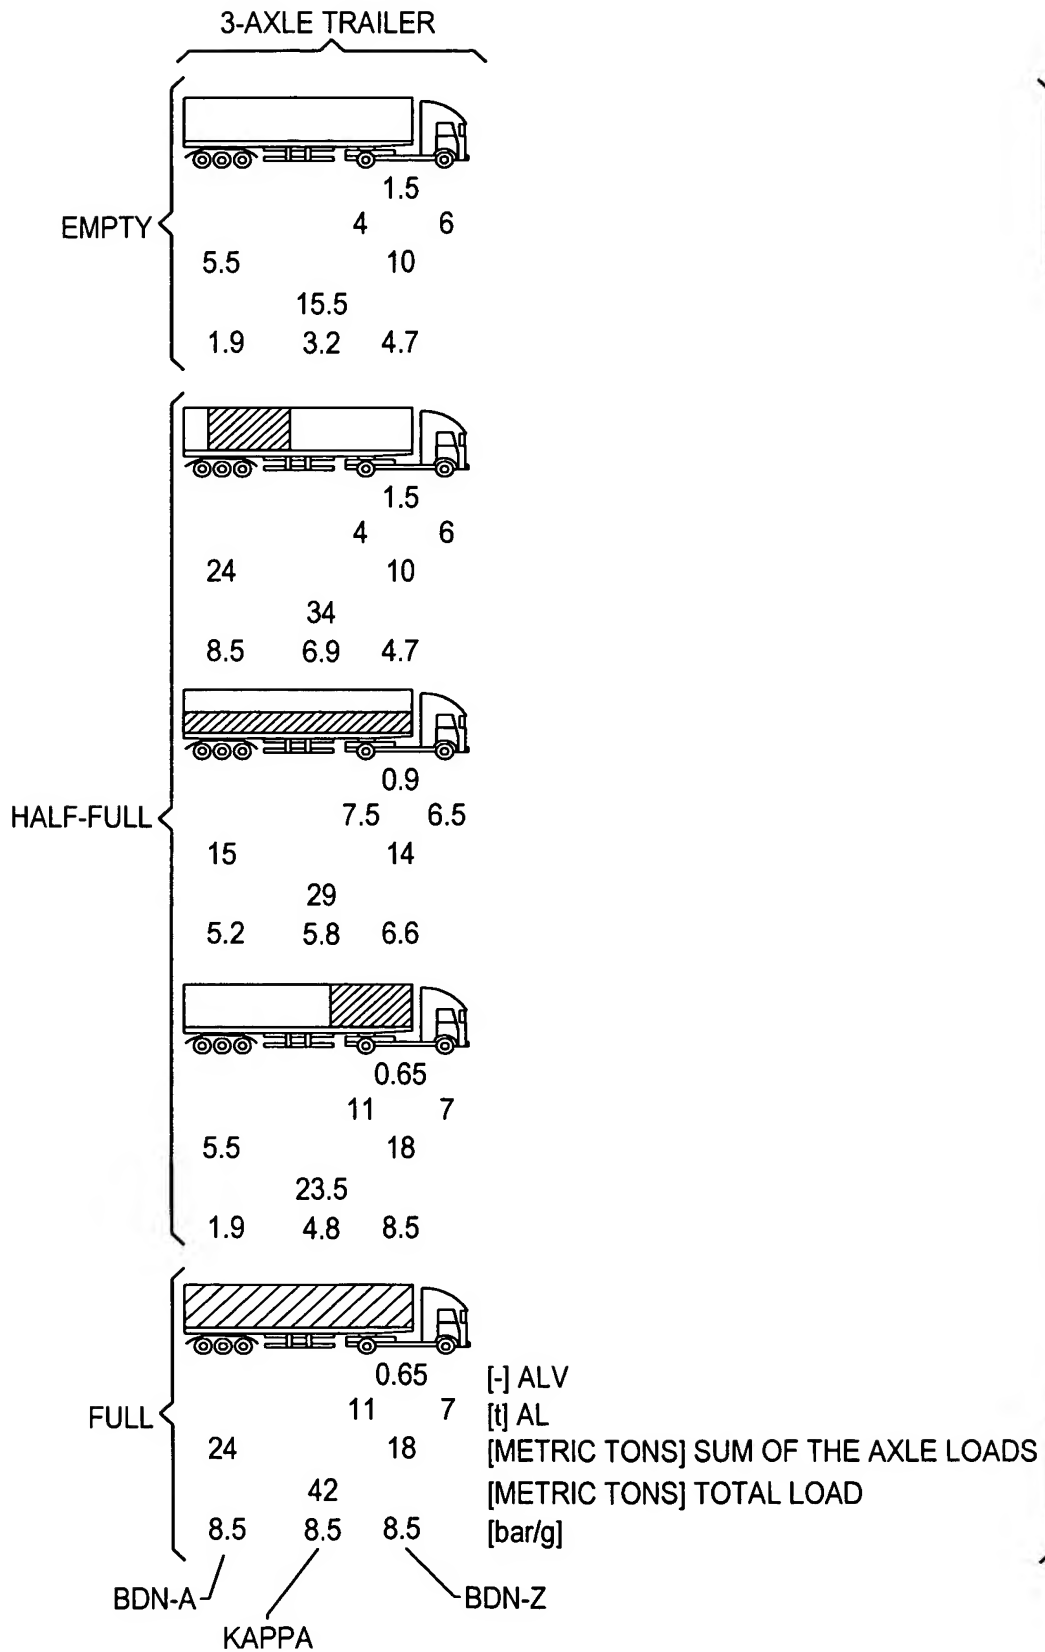 3-AXLE TRAILER
1.5
4 6
EMPTY
5.5 10
15.5
1.9 3.2 4.7
1.5
4 6
24 10
34
8.5 6.9 4.7
0.9
HALF-FULL 7.5 6.5
15 14
29
5.2 5.8 6.6
0.65
11 7
5.5 18
23.5
1.9 4.8 8.5
0.65 [-] ALV
FULL 11 7 [t] AL
24 18 [METRIC TONS] SUM OF THE AXLE LOADS
42 [METRIC TONS] TOTAL LOAD
8.5 8.5 8.5 [bar/g]
BDN-A BDN-Z
KAPPA